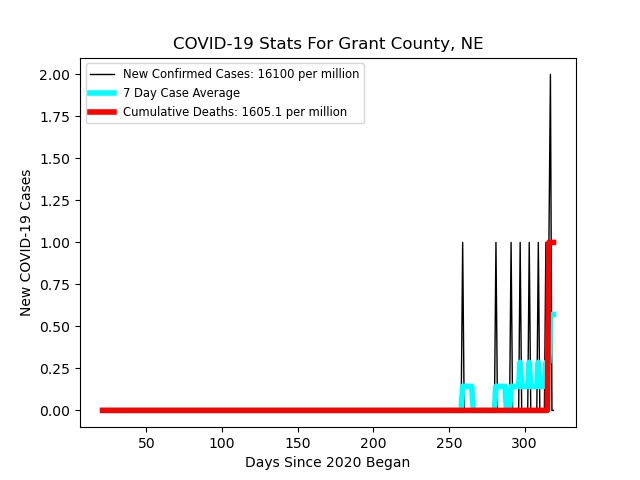 COVID-19 Stats For Grant County, NE
New Confirmed Cases: 16100 per million
7 Day Case Average
Cumulative Deaths: 1605.1 per million
New COVID-19 Cases
2.00
1.75
1.50
1.25
1.00
0.75
0.50
0.25
0.00
50
100
150
200
250
300
Days Since 2020 Began